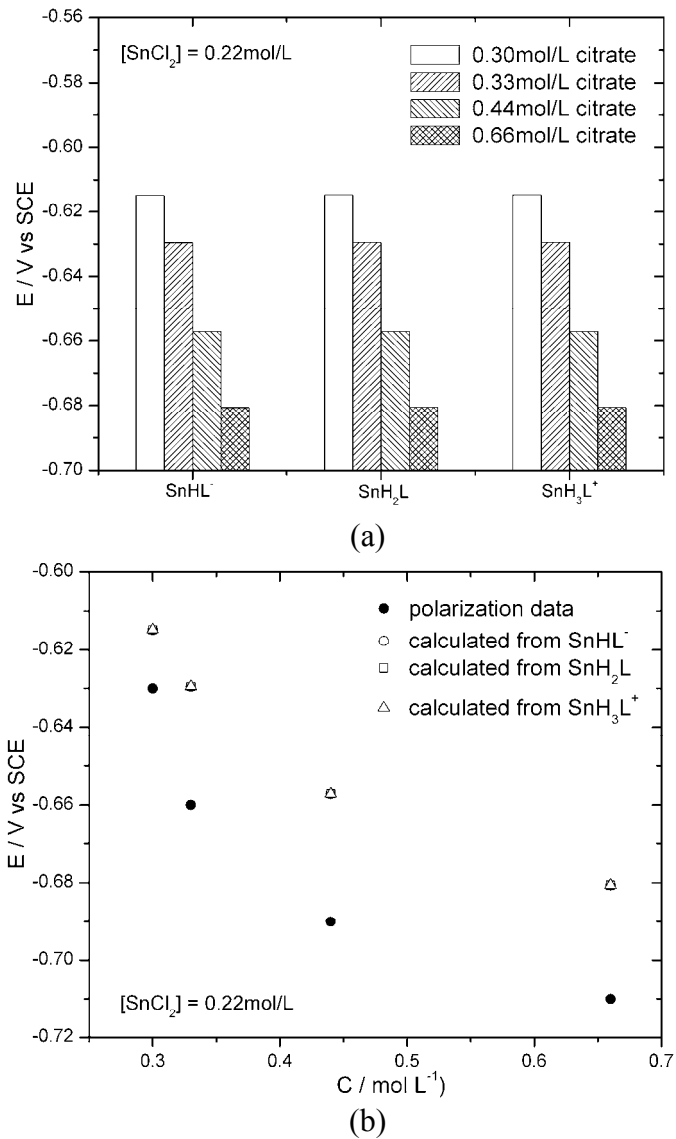 -0.56
[SnCl2] = 0.22mol/L
0.30mol/L citrate
0.33mol/L citrate
0.44mol/L citrate
0.66mol/L citrate
-0.58
-0.60
-0.62
-0.64
-0.66
-0.68
-0.70
E / V vs SCE
SnHL-
SnH2L
SnH3L+
(a)
-0.60
polarization data
calculated from SnHL-
calculated from SnH2L
calculated from SnH3L+
-0.62
-0.64
-0.66
-0.68
-0.70
-0.72
E / V vs SCE
[SnCl2] = 0.22mol/L
0.3
0.4
0.5
0.6
0.7
C / mol L-1)
(b)